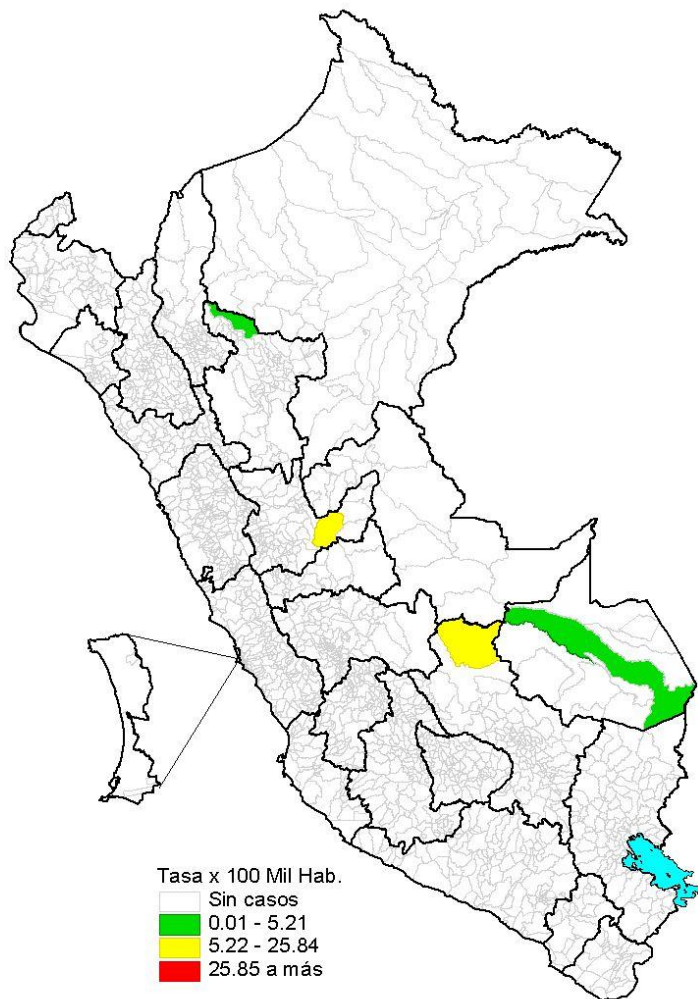 Tasa x 100 Mil Hab.
Sin casos
0.01 - 5.21
5.22 - 25.84
25.85 a más